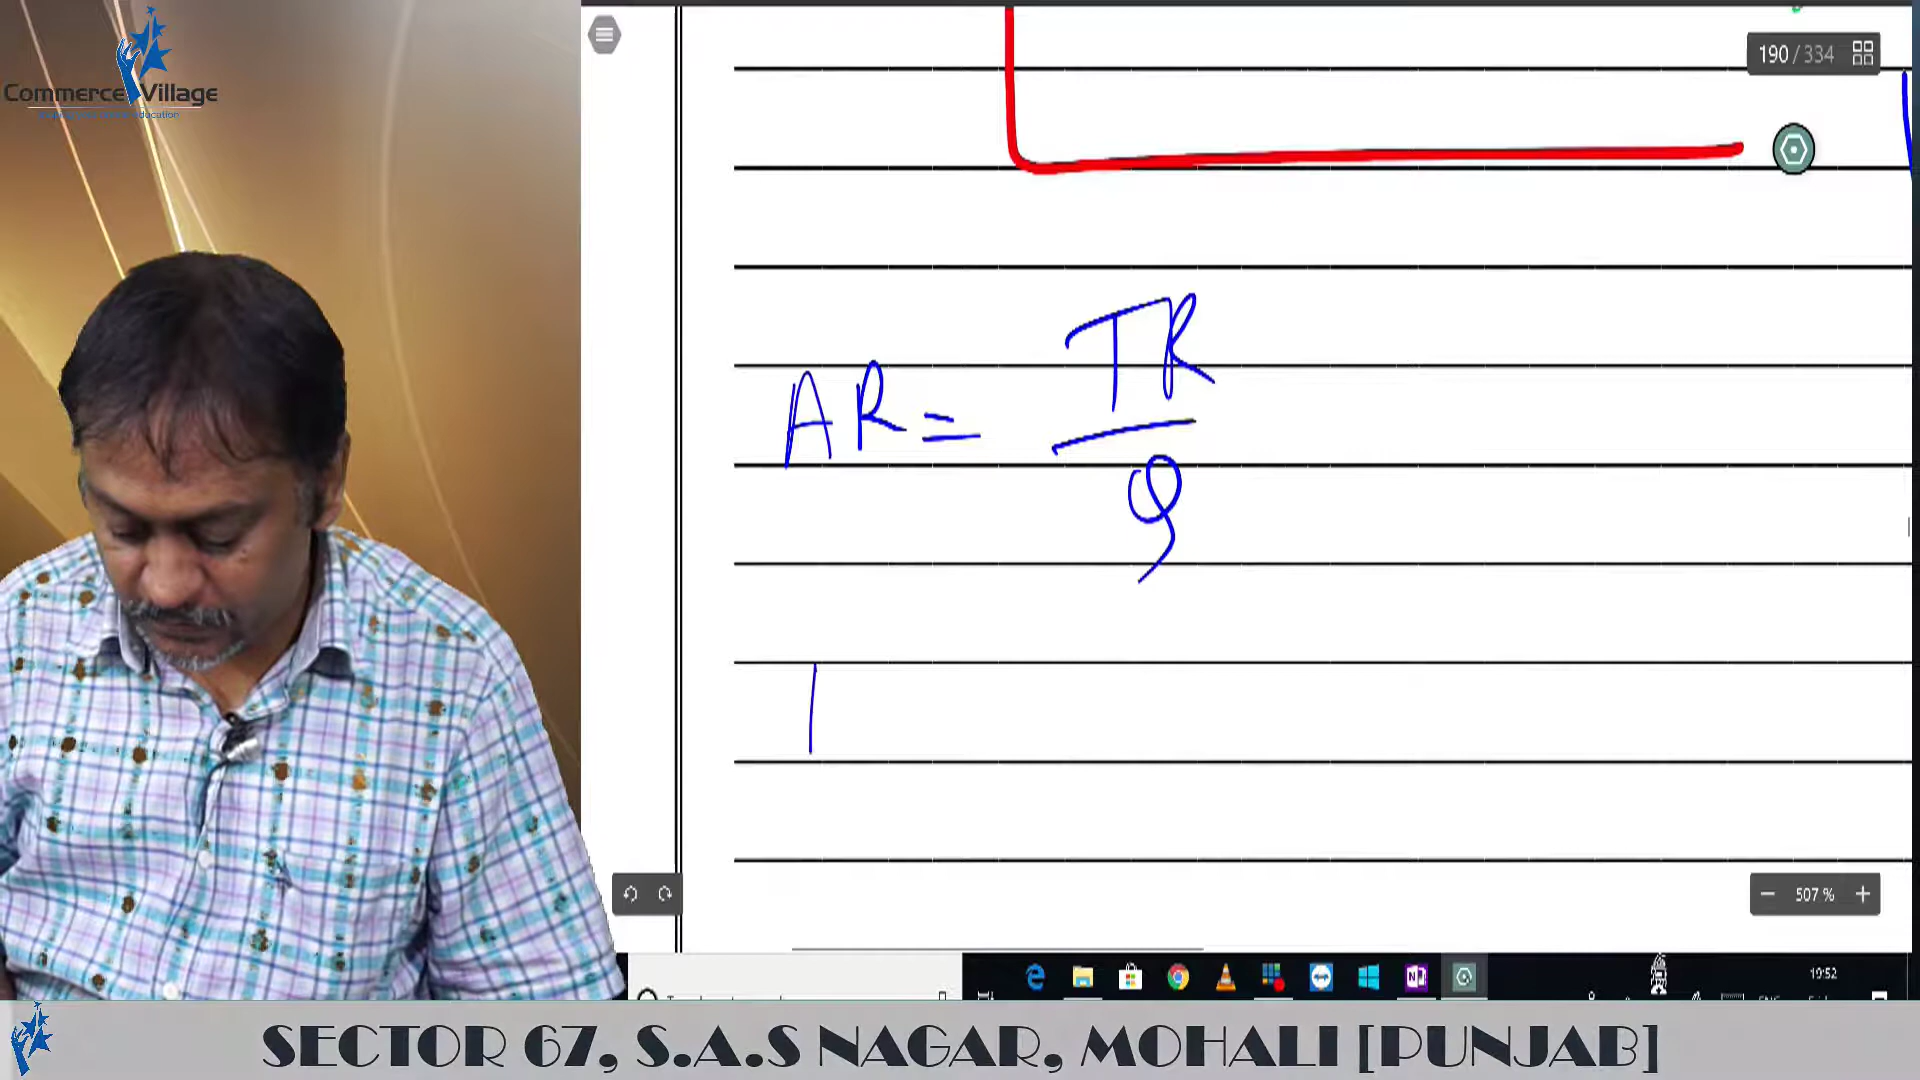 Commerce Village
190 / 334
AR = TR / Q
507 %
19:52
SECTOR 67, S.A.S NAGAR, MOHALI [PUNJAB]